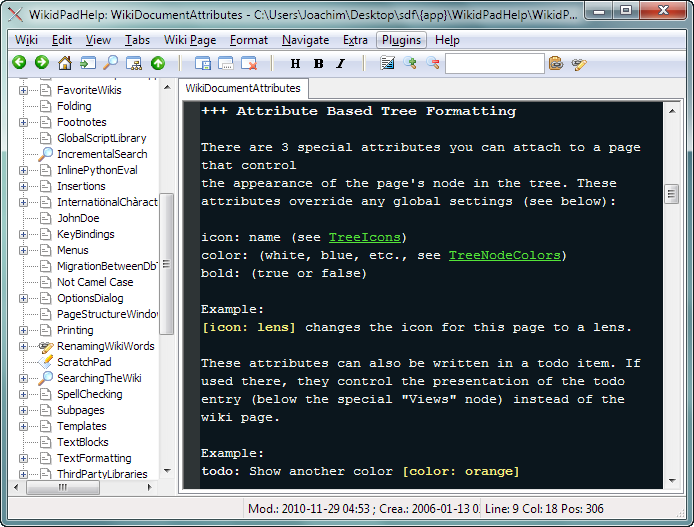 WikidPadHelp: WikiDocumentAttributes - C:\Users\Joachim\Desktop\sdf\{app}\WikidPadHelp\WikidP...
Wiki Edit View Tabs Wiki Page Format Navigate Extra Plugins Help
H B I
FavoriteWikis
Folding
Footnotes
GlobalScriptLibrary
IncrementalSearch
InlinePythonEval
Insertions
InternationalCharact
JohnDoe
KeyBindings
Menus
MigrationBetweenDbT
Not Camel Case
OptionsDialog
PageStructureWindow
Printing
RenamingWikiWords
ScratchPad
SearchingTheWiki
SpellChecking
Subpages
Templates
TextBlocks
TextFormatting
ThirdPartyLibraries
WikiDocumentAttributes
+++ Attribute Based Tree Formatting
There are 3 special attributes you can attach to a page
that control
the appearance of the page's node in the tree. These
attributes override any global settings (see below):
icon: name (see TreeIcons)
color: (white, blue, etc., see TreeNodeColors)
bold: (true or false)
Example:
[icon: lens] changes the icon for this page to a lens.
These attributes can also be written in a todo item. If
used there, they control the presentation of the todo
entry (below the special "Views" node) instead of the
wiki page.
Example:
todo: Show another color [color: orange]
Mod.: 2010-11-29 04:53 ; Crea.: 2006-01-13 0. Line: 9 Col: 18 Pos: 306